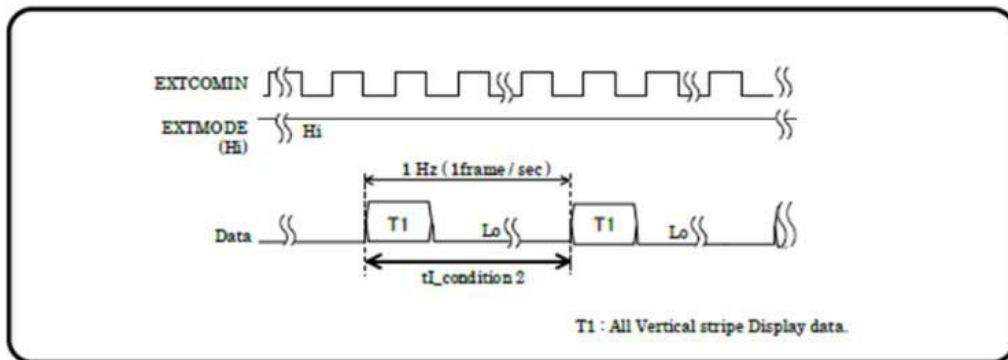 EXTCOMIN
EXTMODE
(Hi)
Hi
1 Hz ( 1frame / sec)
Data
T1
Lo
T1
Lo
tI_condition 2
T1 : All Vertical stripe Display data.